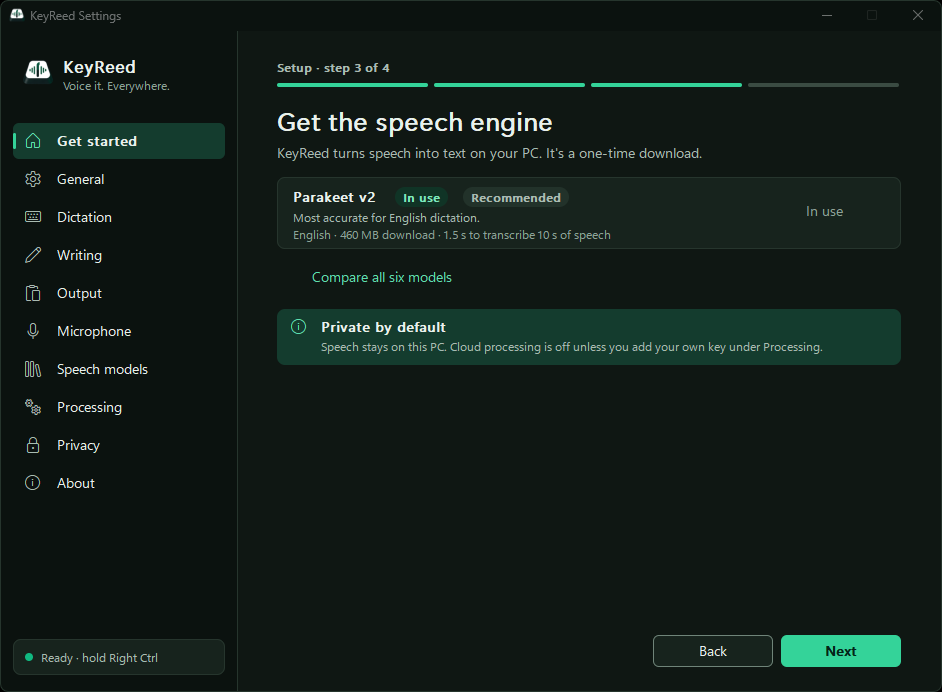 KeyReed Settings
KeyReed
Voice it. Everywhere.
Get started
General
Dictation
Writing
Output
Microphone
Speech models
Processing
Privacy
About
Ready · hold Right Ctrl
Setup · step 3 of 4
Get the speech engine
KeyReed turns speech into text on your PC. It's a one-time download.
Parakeet v2 In use Recommended
Most accurate for English dictation.
English · 460 MB download · 1.5 s to transcribe 10 s of speech
In use
Compare all six models
Private by default
Speech stays on this PC. Cloud processing is off unless you add your own key under Processing.
Back Next